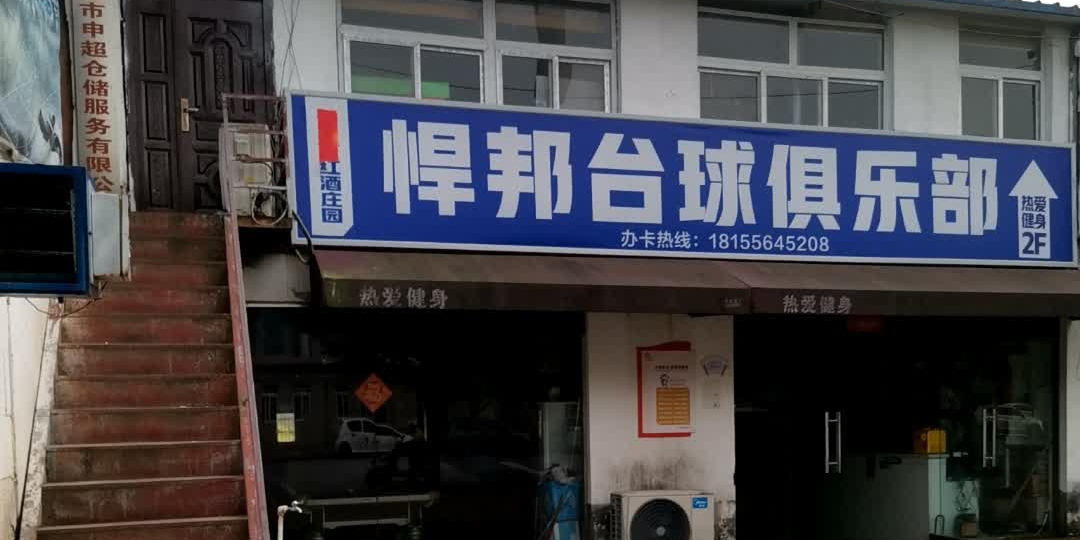 市申超仓储服务有限公
红酒庄园
悍邦台球俱乐部
办卡热线：18155645208
热爱
健身
2F
热爱健身
热爱健身
Midea